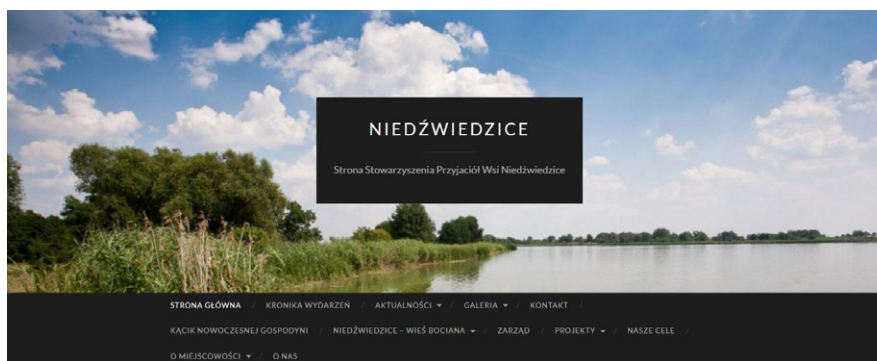 NIEDŹWIEDZICE
Strona Stowarzyszenia Przyjaciół Wsi Niedźwiedzice
STRONA GŁÓWNA / KRONIKA WYDARZEŃ / AKTUALNOŚCI / GALERIA / KONTAKT /
KĄCIK NOWOCZESNEJ GOSPODYNI / NIEDŹWIEDZICE – WIEŚ BOCIANA / ZARZĄD / PROJEKTY / NASZE CELE /
O MIEJSCOWOŚCI / O NAS